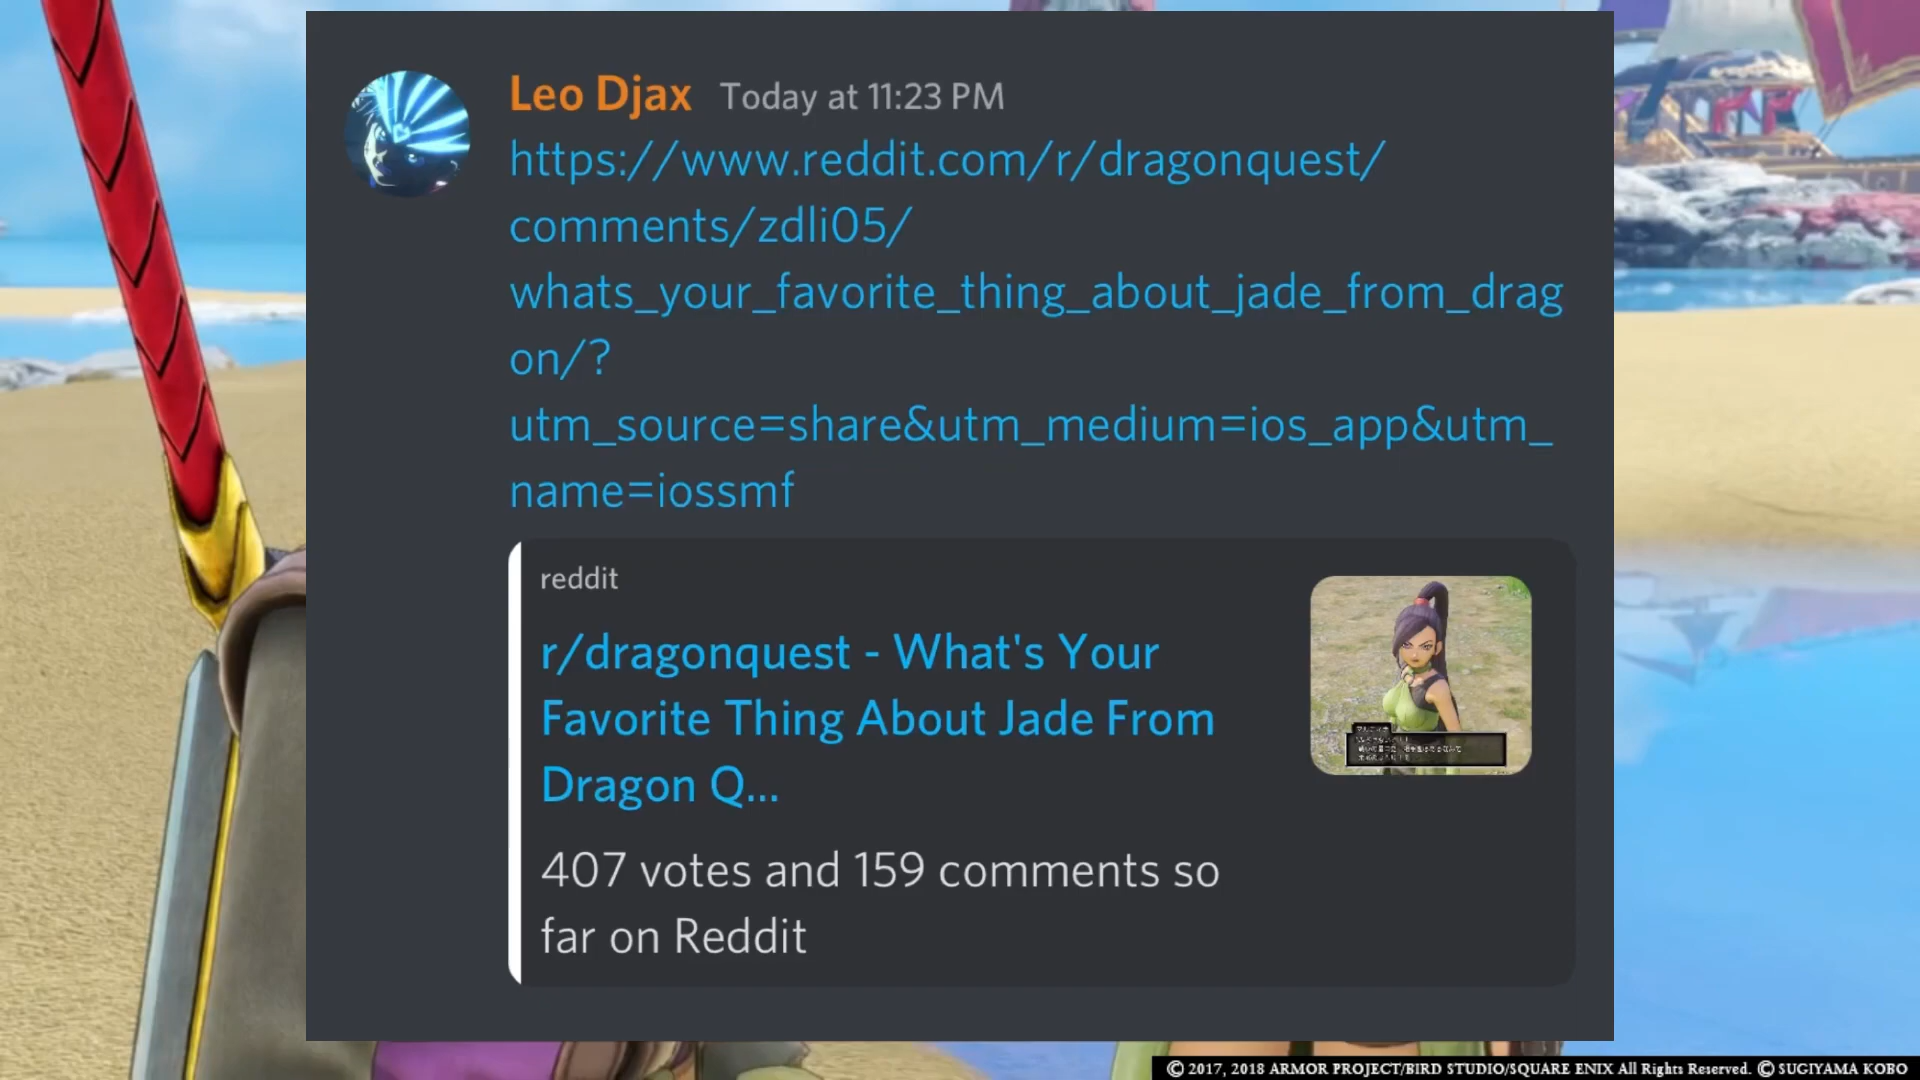 Leo Djax Today at 11:23 PM
https://www.reddit.com/r/dragonquest/
comments/zdli05/
whats_your_favorite_thing_about_jade_from_drag
on/?
utm_source=share&utm_medium=ios_app&utm_
name=iossmf
reddit
r/dragonquest - What's Your
Favorite Thing About Jade From
Dragon Q...
407 votes and 159 comments so
far on Reddit
© 2017, 2018 ARMOR PROJECT/BIRD STUDIO/SQUARE ENIX All Rights Reserved. © SUGIYAMA KOBO